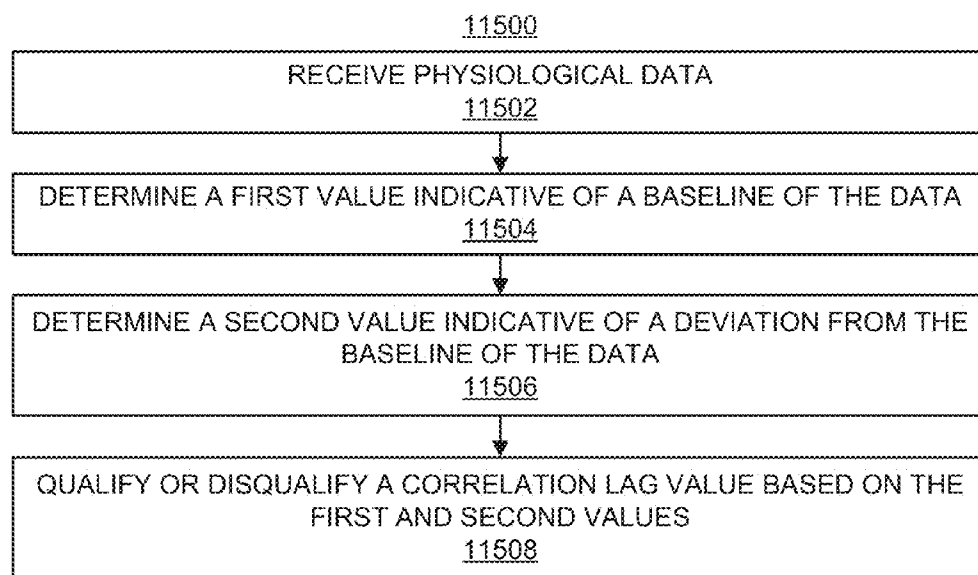 11500
RECEIVE PHYSIOLOGICAL DATA
11502
DETERMINE A FIRST VALUE INDICATIVE OF A BASELINE OF THE DATA
11504
DETERMINE A SECOND VALUE INDICATIVE OF A DEVIATION FROM THE
BASELINE OF THE DATA
11506
QUALIFY OR DISQUALIFY A CORRELATION LAG VALUE BASED ON THE
FIRST AND SECOND VALUES
11508